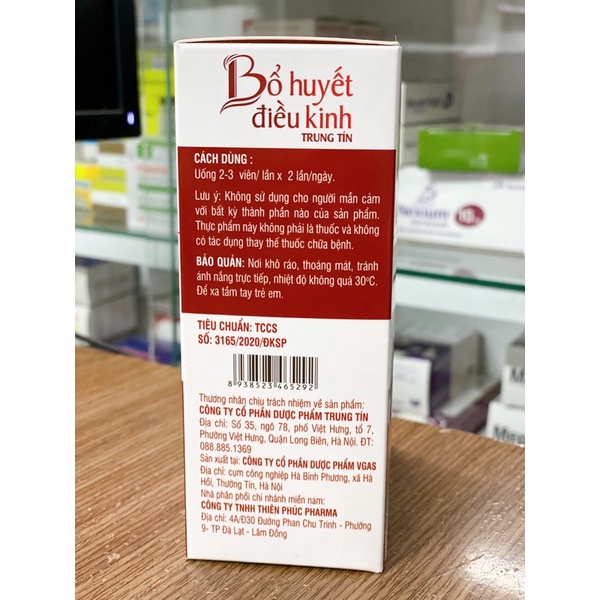 Bổ huyết
điều kinh
TRUNG TÍN
CÁCH DÙNG :
Uống 2-3 viên/ lần x 2 lần/ngày.
Lưu ý: Không sử dụng cho người mẫn cảm
với bất kỳ thành phần nào của sản phẩm.
Thực phẩm này không phải là thuốc và không
có tác dụng thay thế thuốc chữa bệnh.
BẢO QUẢN: Nơi khô ráo, thoáng mát, tránh
ánh nắng trực tiếp, nhiệt độ không quá 30°C.
Để xa tầm tay trẻ em.
TIÊU CHUẨN: TCCS
SỐ: 3165/2020/ĐKSP
8 938523 465292
Thương nhân chịu trách nhiệm về sản phẩm:
CÔNG TY CỔ PHẦN DƯỢC PHẨM TRUNG TÍN
Địa chỉ: Số 35, ngõ 78, phố Việt Hưng, tổ 7,
Phường Việt Hưng, Quận Long Biên, Hà Nội. ĐT:
088.885.1369
Sản xuất tại: CÔNG TY CỔ PHẦN DƯỢC PHẨM VGAS
Địa chỉ: cụm công nghiệp Hà Bình Phương, xã Hà
Hồi, Thường Tín, Hà Nội
Nhà phân phối chi nhánh miền nam:
CÔNG TY TNHH THIÊN PHÚC PHARMA
Địa chỉ: 4A/Đ30 Đường Phan Chu Trinh - Phường
9- TP Đà Lạt - Lâm Đồng
Nexium
10